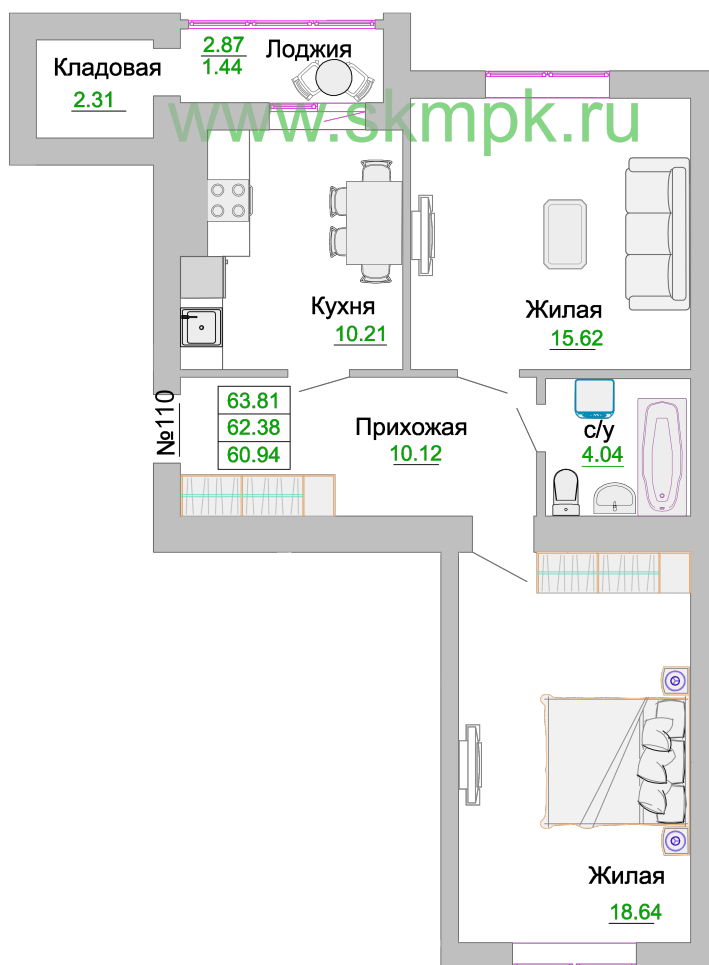 2.87
1.44
Лоджия
Кладовая
2.31
www.skmpk.ru
Кухня
10.21
Жилая
15.62
№110
63.81
62.38
60.94
Прихожая
10.12
с/у
4.04
Жилая
18.64